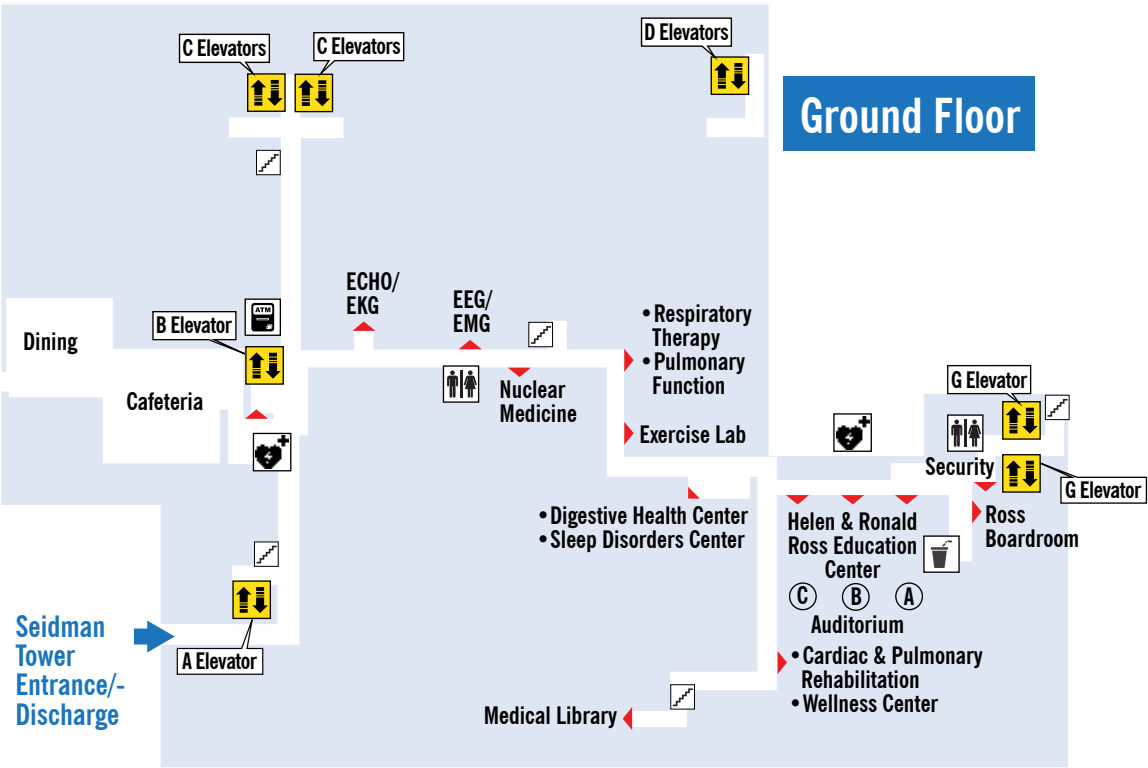 C Elevators
C Elevators
D Elevators
Ground Floor
ECHO/
EKG
EEG/
EMG
ATM
B Elevator
Dining
Cafeteria
Nuclear
Medicine
• Respiratory
Therapy
• Pulmonary
Function
Exercise Lab
G Elevator
Security
G Elevator
• Digestive Health Center
• Sleep Disorders Center
Helen & Ronald
Ross Education
Center
C B A
Auditorium
Ross
Boardroom
Seidman
Tower
Entrance/-
Discharge
A Elevator
• Cardiac & Pulmonary
Rehabilitation
• Wellness Center
Medical Library